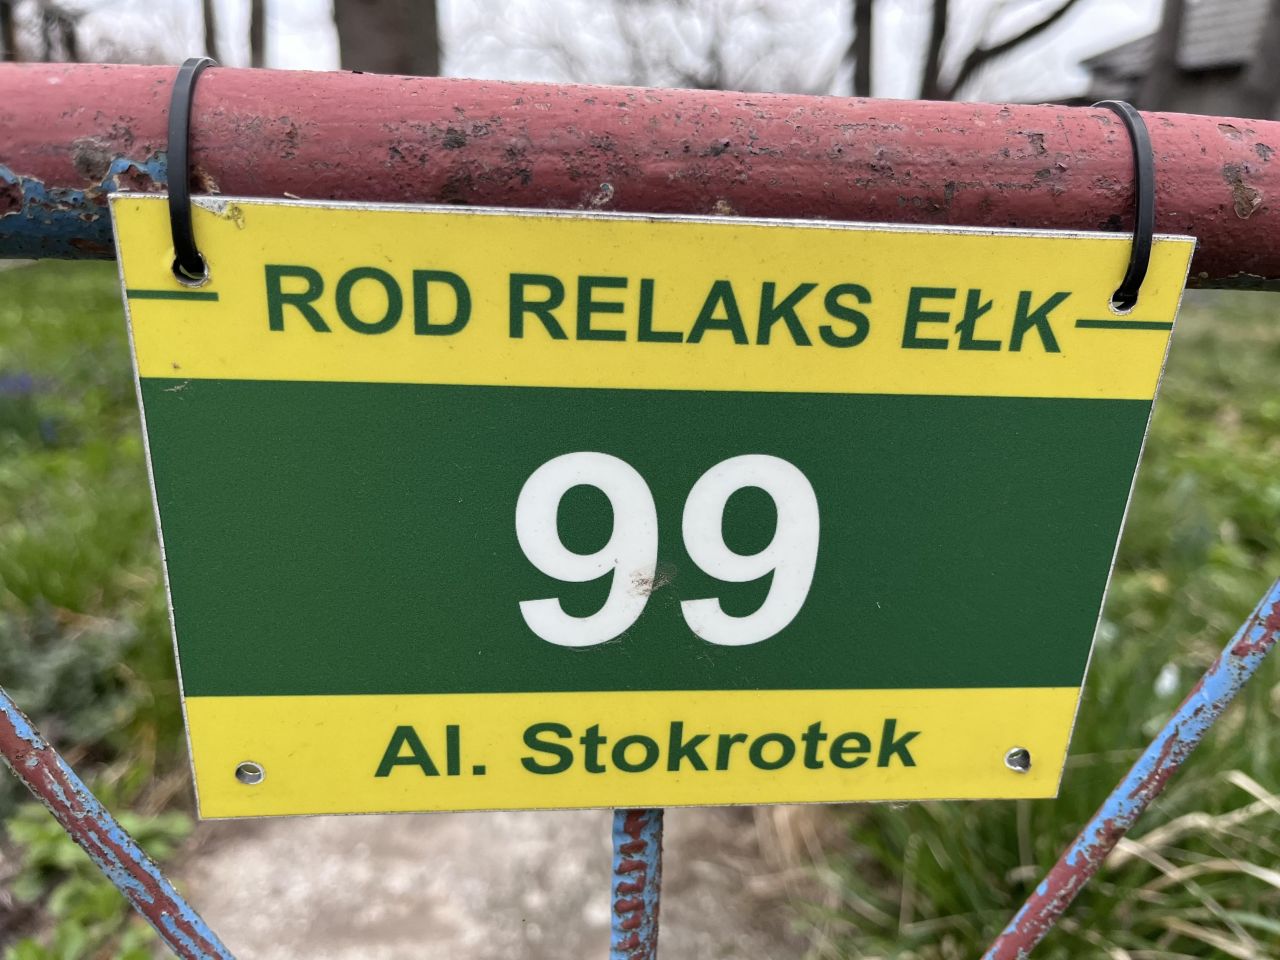 ROD RELAKS EŁK
99
Al. Stokrotek